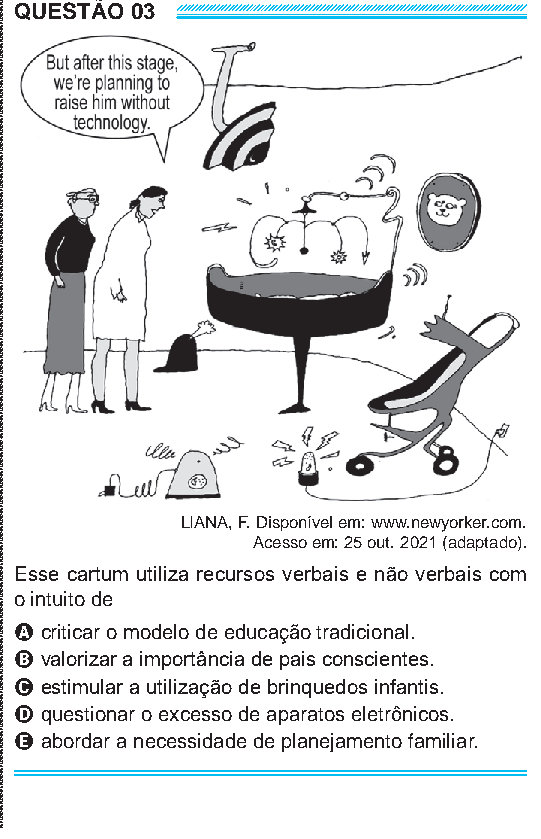 QUESTÃO 03
But after this stage,
we're planning to
raise him without
technology.
LIANA, F. Disponível em: www.newyorker.com.
Acesso em: 25 out. 2021 (adaptado).
Esse cartum utiliza recursos verbais e não verbais com
o intuito de
A criticar o modelo de educação tradicional.
B valorizar a importância de pais conscientes.
C estimular a utilização de brinquedos infantis.
D questionar o excesso de aparatos eletrônicos.
E abordar a necessidade de planejamento familiar.